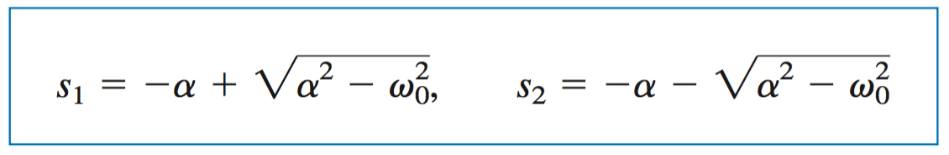 s₁ = −α + √(α² − ω₀²), s₂ = −α − √(α² − ω₀²)